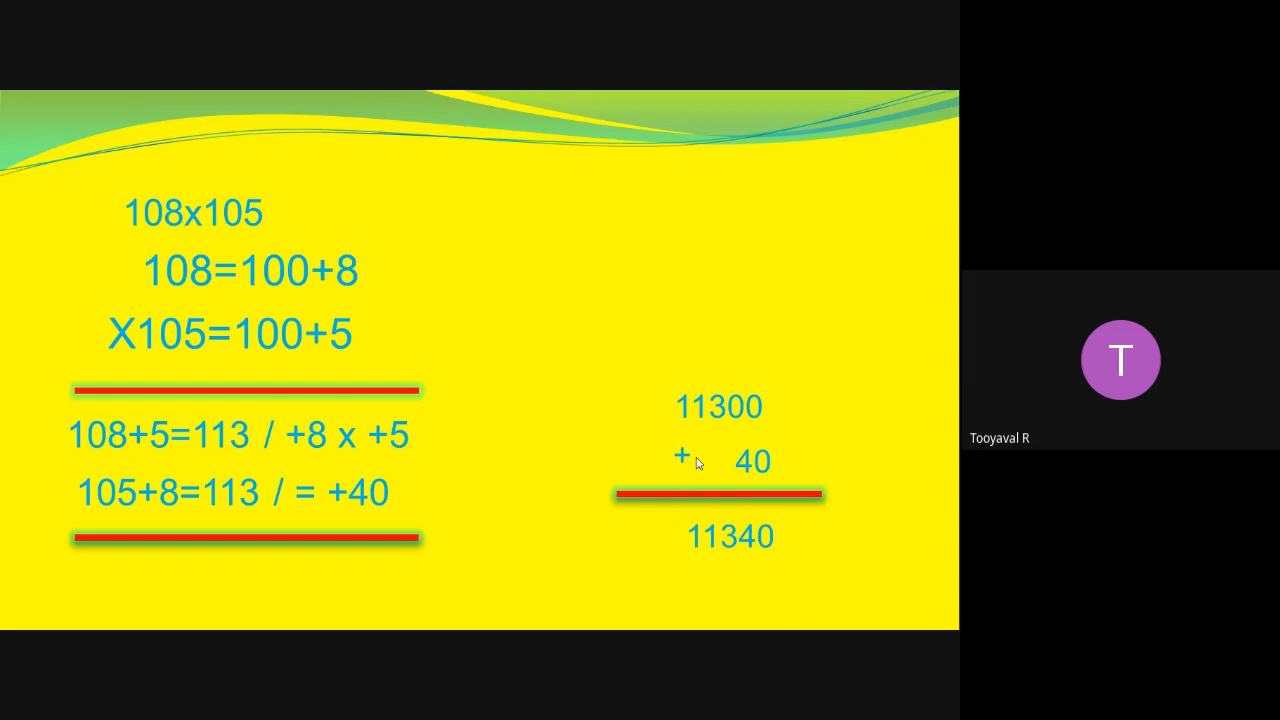 108x105
108=100+8
X105=100+5
108+5=113 / +8 x +5
105+8=113 / = +40
11300
+ 40
11340
T
Tooyaval R